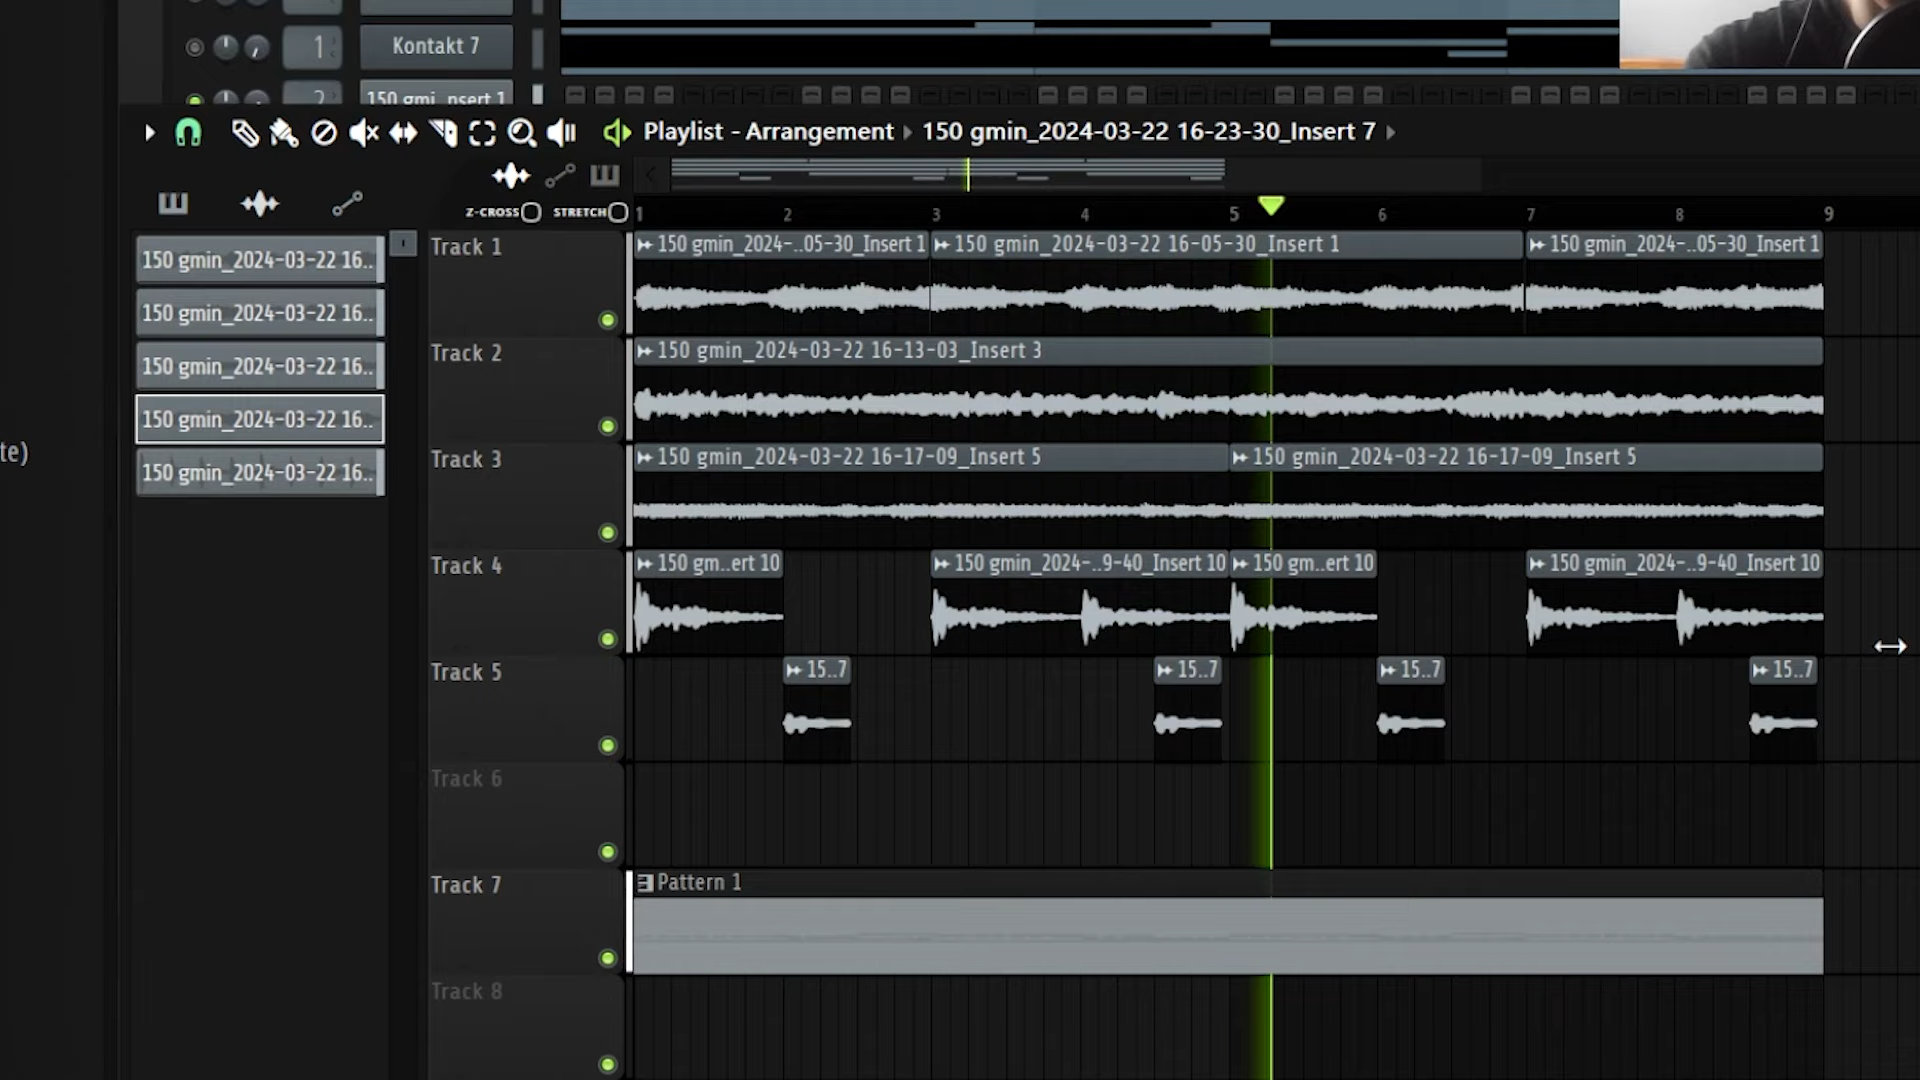 1
Kontakt 7
2
150 gmi_nsert 1
Playlist - Arrangement ▸ 150 gmin_2024-03-22 16-23-30_Insert 7 ▸
Z-CROSS STRETCH
1 2 3 4 5 6 7 8 9
150 gmin_2024-03-22 16..
150 gmin_2024-03-22 16..
150 gmin_2024-03-22 16..
150 gmin_2024-03-22 16..
150 gmin_2024-03-22 16..
te)
Track 1
150 gmin_2024-..05-30_Insert 1
150 gmin_2024-03-22 16-05-30_Insert 1
150 gmin_2024-..05-30_Insert 1
Track 2
150 gmin_2024-03-22 16-13-03_Insert 3
Track 3
150 gmin_2024-03-22 16-17-09_Insert 5
150 gmin_2024-03-22 16-17-09_Insert 5
Track 4
150 gm..ert 10
150 gmin_2024-..9-40_Insert 10
150 gm..ert 10
150 gmin_2024-..9-40_Insert 10
Track 5
15..7
15..7
15..7
15..7
Track 6
Track 7
Pattern 1
Track 8